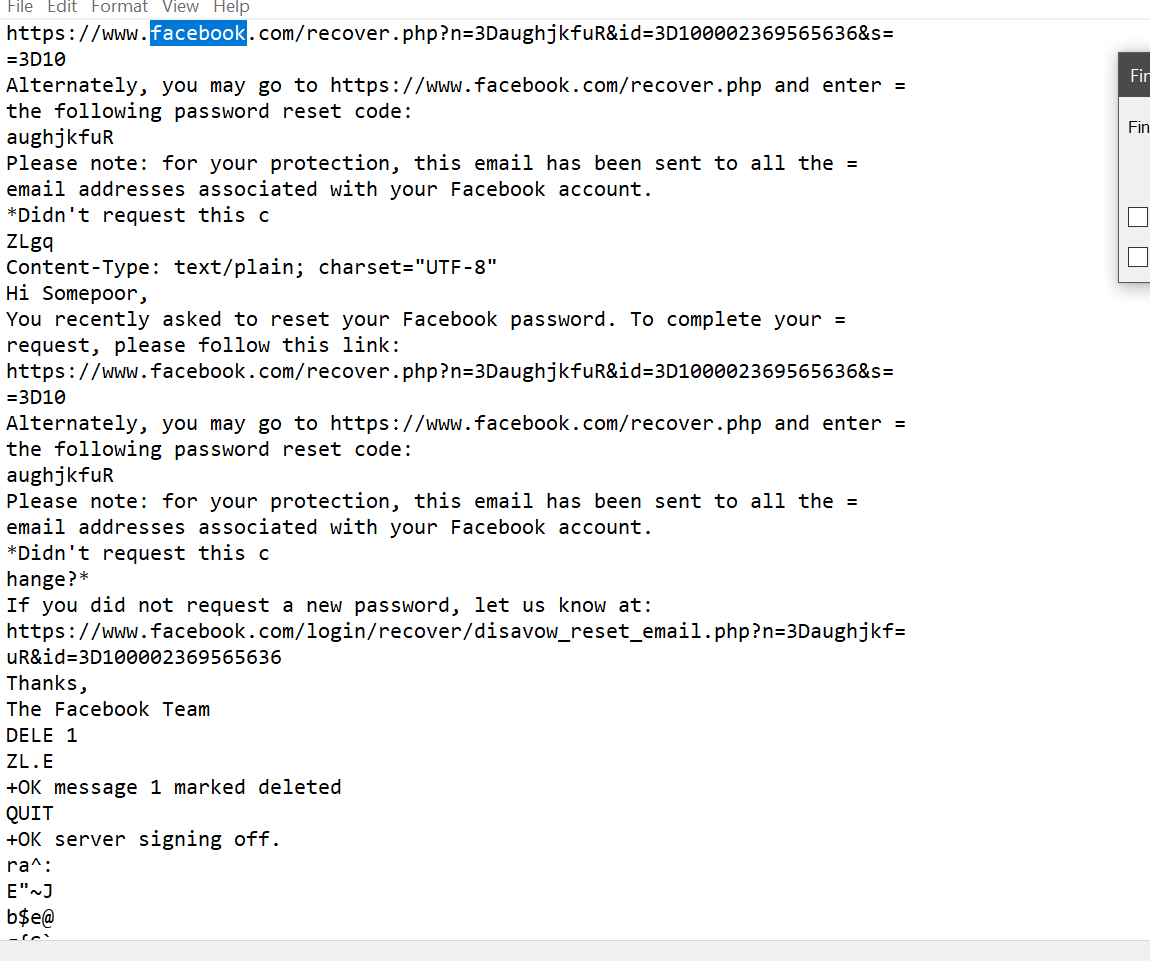 File Edit Format View Help
https://www.facebook.com/recover.php?n=3DaughjkfuR&id=3D100002369565636&s=
=3D10
Alternately, you may go to https://www.facebook.com/recover.php and enter =
the following password reset code:
aughjkfuR
Please note: for your protection, this email has been sent to all the =
email addresses associated with your Facebook account.
*Didn't request this c
ZLgq
Content-Type: text/plain; charset="UTF-8"
Hi Somepoor,
You recently asked to reset your Facebook password. To complete your =
request, please follow this link:
https://www.facebook.com/recover.php?n=3DaughjkfuR&id=3D100002369565636&s=
=3D10
Alternately, you may go to https://www.facebook.com/recover.php and enter =
the following password reset code:
aughjkfuR
Please note: for your protection, this email has been sent to all the =
email addresses associated with your Facebook account.
*Didn't request this c
hange?*
If you did not request a new password, let us know at:
https://www.facebook.com/login/recover/disavow_reset_email.php?n=3Daughjkf=
uR&id=3D100002369565636
Thanks,
The Facebook Team
DELE 1
ZL.E
+OK message 1 marked deleted
QUIT
+OK server signing off.
ra^:
E"~J
b$e@
Fin
Fin